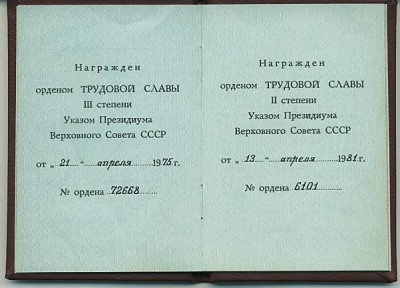 Награжден
орденом ТРУДОВОЙ СЛАВЫ
III степени
Указом Президиума
Верховного Совета СССР
от „ 21 “ апреля 1975 г.
№ ордена 72668
Награжден
орденом ТРУДОВОЙ СЛАВЫ
II степени
Указом Президиума
Верховного Совета СССР
от „ 13 “ апреля 1981 г.
№ ордена 6101